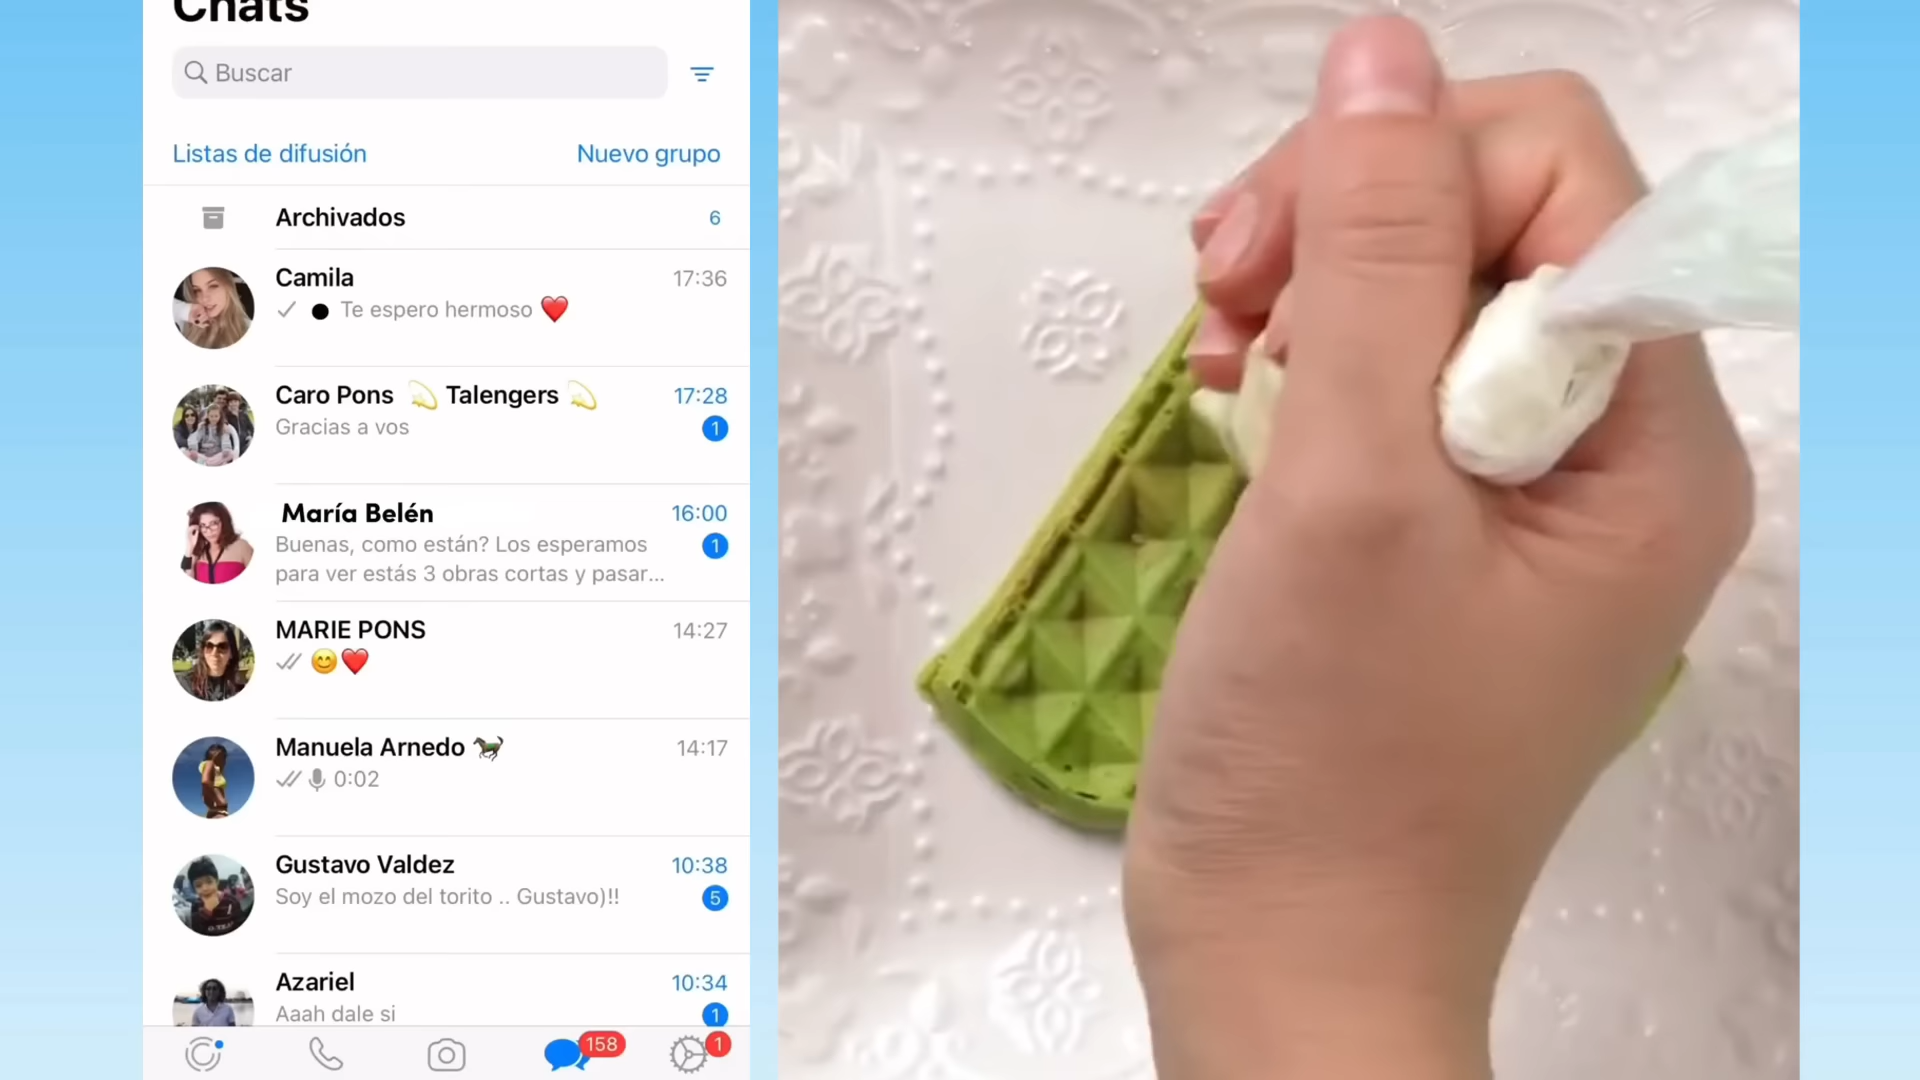 Chats
Buscar
Listas de difusión Nuevo grupo
Archivados 6
Camila 17:36
Te espero hermoso ❤️
Caro Pons 💫 Talengers 💫 17:28
Gracias a vos 1
María Belén 16:00
Buenas, como están? Los esperamos 1
para ver estás 3 obras cortas y pasar...
MARIE PONS 14:27
😊❤️
Manuela Arnedo 🐎 14:17
0:02
Gustavo Valdez 10:38
Soy el mozo del torito .. Gustavo)!! 5
Azariel 10:34
Aaah dale si 1
158 1